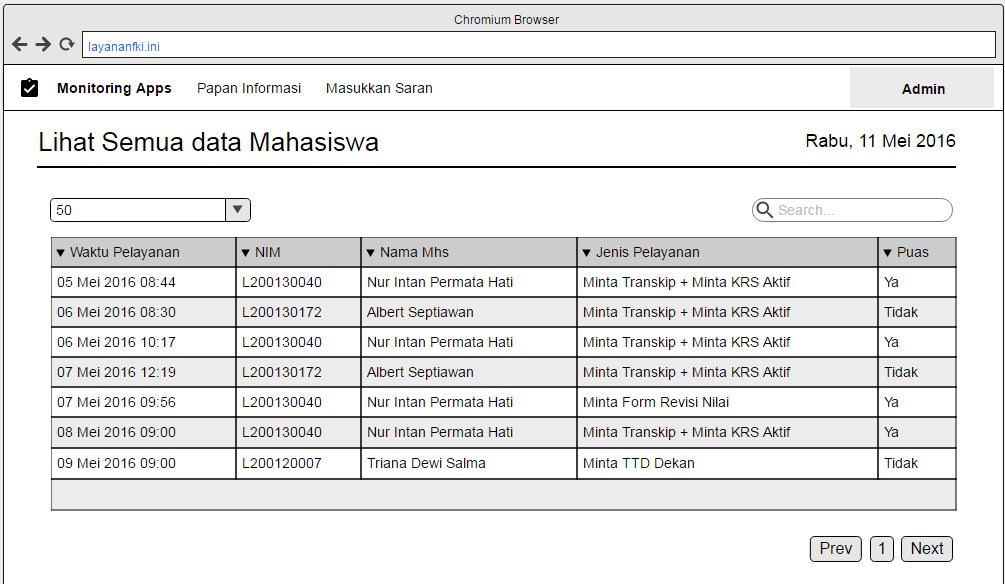 Chromium Browser
layananfki.ini
Monitoring Apps Papan Informasi Masukkan Saran Admin
Lihat Semua data Mahasiswa Rabu, 11 Mei 2016
50 Search...
Waktu Pelayanan NIM Nama Mhs Jenis Pelayanan Puas
05 Mei 2016 08:44 L200130040 Nur Intan Permata Hati Minta Transkip + Minta KRS Aktif Ya
06 Mei 2016 08:30 L200130172 Albert Septiawan Minta Transkip + Minta KRS Aktif Tidak
06 Mei 2016 10:17 L200130040 Nur Intan Permata Hati Minta Transkip + Minta KRS Aktif Ya
07 Mei 2016 12:19 L200130172 Albert Septiawan Minta Transkip + Minta KRS Aktif Tidak
07 Mei 2016 09:56 L200130040 Nur Intan Permata Hati Minta Form Revisi Nilai Ya
08 Mei 2016 09:00 L200130040 Nur Intan Permata Hati Minta Transkip + Minta KRS Aktif Ya
09 Mei 2016 09:00 L200120007 Triana Dewi Salma Minta TTD Dekan Tidak
Prev 1 Next